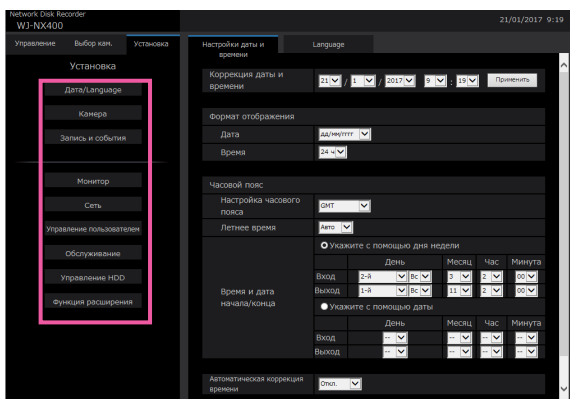 Network Disk Recorder
WJ-NX400
21/01/2017 9:19
Управление Выбор кам. Установка
Настройки даты и времени
Language
Установка
Дата/Language
Камера
Запись и события
Монитор
Сеть
Управление пользователем
Обслуживание
Управление HDD
Функция расширения
Коррекция даты и
времени
21 / 1 / 2017 9 : 19 Применить
Формат отображения
Дата дд/мм/гггг
Время 24 ч
Часовой пояс
Настройка часового
пояса
GMT
Летнее время Авто
Время и дата
начала/конца
Укажите с помощью дня недели
День Месяц Час Минута
Вход 2-й Вс 3 2 00
Выход 1-й Вс 11 2 00
Укажите с помощью даты
День Месяц Час Минута
Вход -- -- -- --
Выход -- -- -- --
Автоматическая коррекция
времени
Откл.